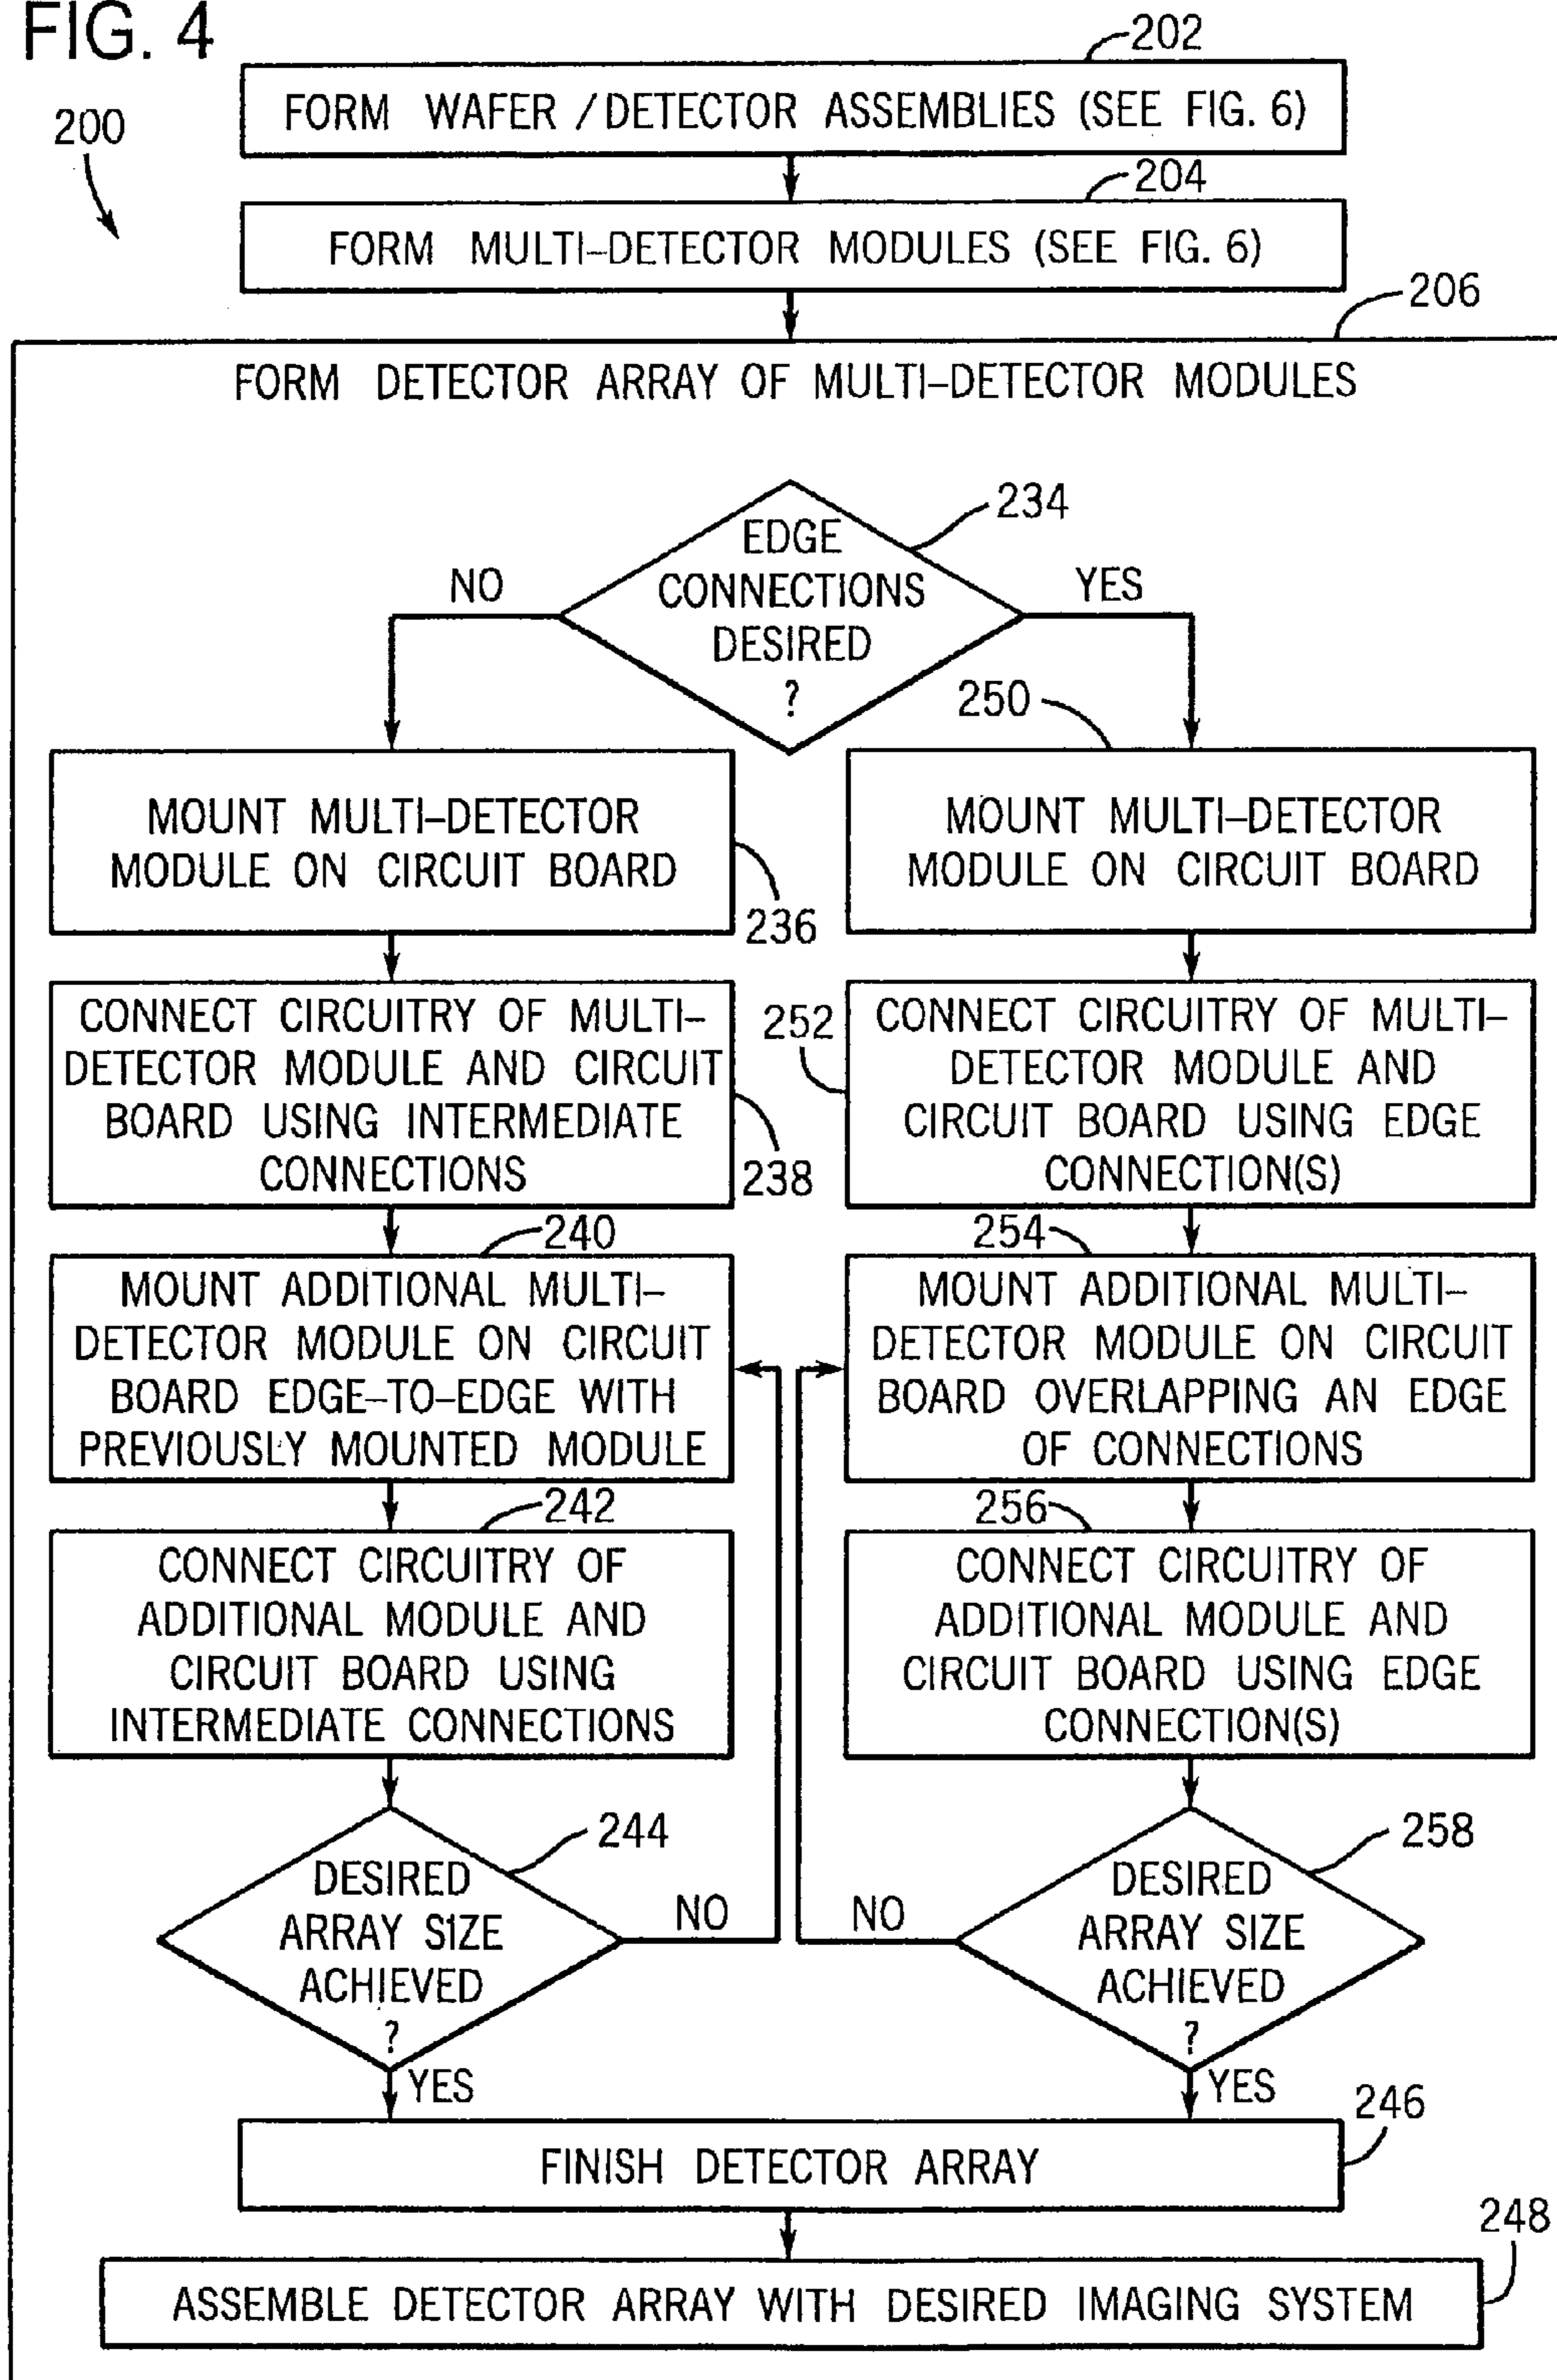 FIG. 4
202
FORM WAFER / DETECTOR ASSEMBLIES (SEE FIG. 6)
200
204
FORM MULTI-DETECTOR MODULES (SEE FIG. 6)
206
FORM DETECTOR ARRAY OF MULTI-DETECTOR MODULES
234
EDGE
CONNECTIONS
DESIRED
?
NO
YES
250
MOUNT MULTI-DETECTOR
MODULE ON CIRCUIT BOARD
236
MOUNT MULTI-DETECTOR
MODULE ON CIRCUIT BOARD
CONNECT CIRCUITRY OF MULTI-
DETECTOR MODULE AND CIRCUIT
BOARD USING INTERMEDIATE
CONNECTIONS
238
252
CONNECT CIRCUITRY OF MULTI-
DETECTOR MODULE AND
CIRCUIT BOARD USING EDGE
CONNECTION(S)
240
MOUNT ADDITIONAL MULTI-
DETECTOR MODULE ON CIRCUIT
BOARD EDGE-TO-EDGE WITH
PREVIOUSLY MOUNTED MODULE
254
MOUNT ADDITIONAL MULTI-
DETECTOR MODULE ON CIRCUIT
BOARD OVERLAPPING AN EDGE
OF CONNECTIONS
242
CONNECT CIRCUITRY OF
ADDITIONAL MODULE AND
CIRCUIT BOARD USING
INTERMEDIATE CONNECTIONS
256
CONNECT CIRCUITRY OF
ADDITIONAL MODULE AND
CIRCUIT BOARD USING EDGE
CONNECTION(S)
244
DESIRED
ARRAY SIZE
ACHIEVED
?
NO
YES
258
DESIRED
ARRAY SIZE
ACHIEVED
?
NO
YES
246
FINISH DETECTOR ARRAY
248
ASSEMBLE DETECTOR ARRAY WITH DESIRED IMAGING SYSTEM